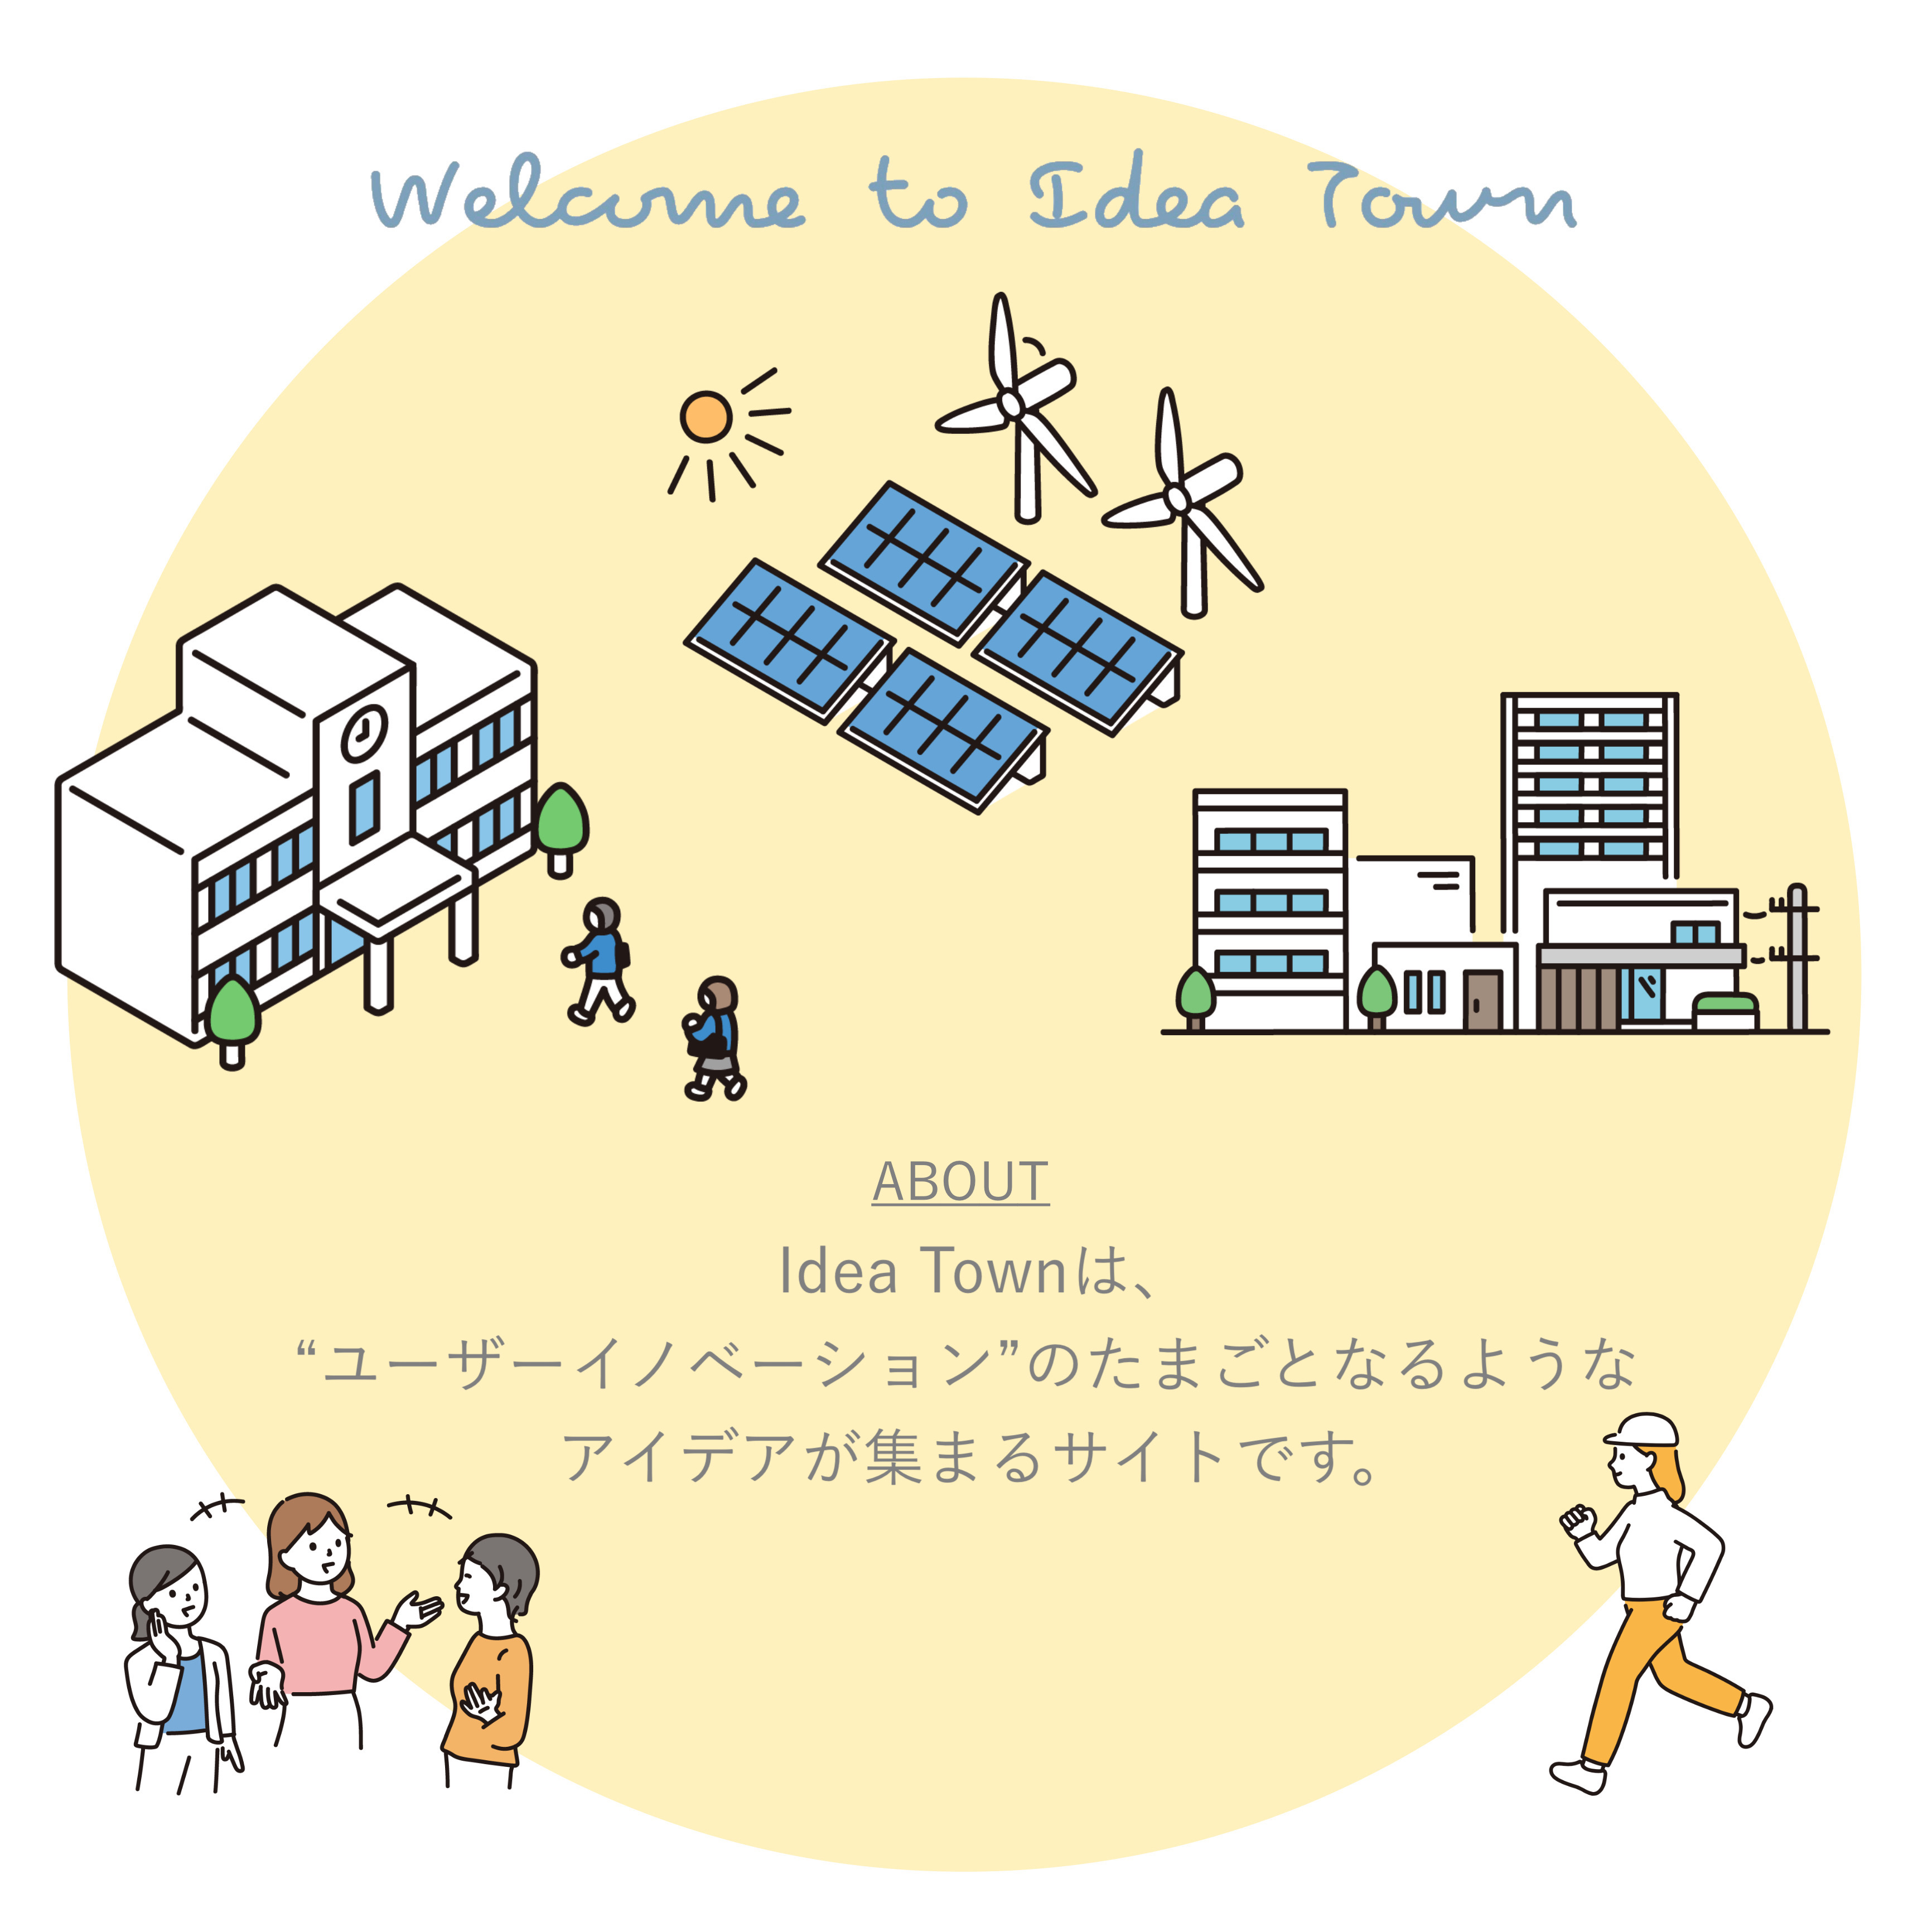 Welcome to Idea Town
ABOUT
Idea Townは、
“ユーザーイノベーション”のたまごとなるような
アイデアが集まるサイトです。